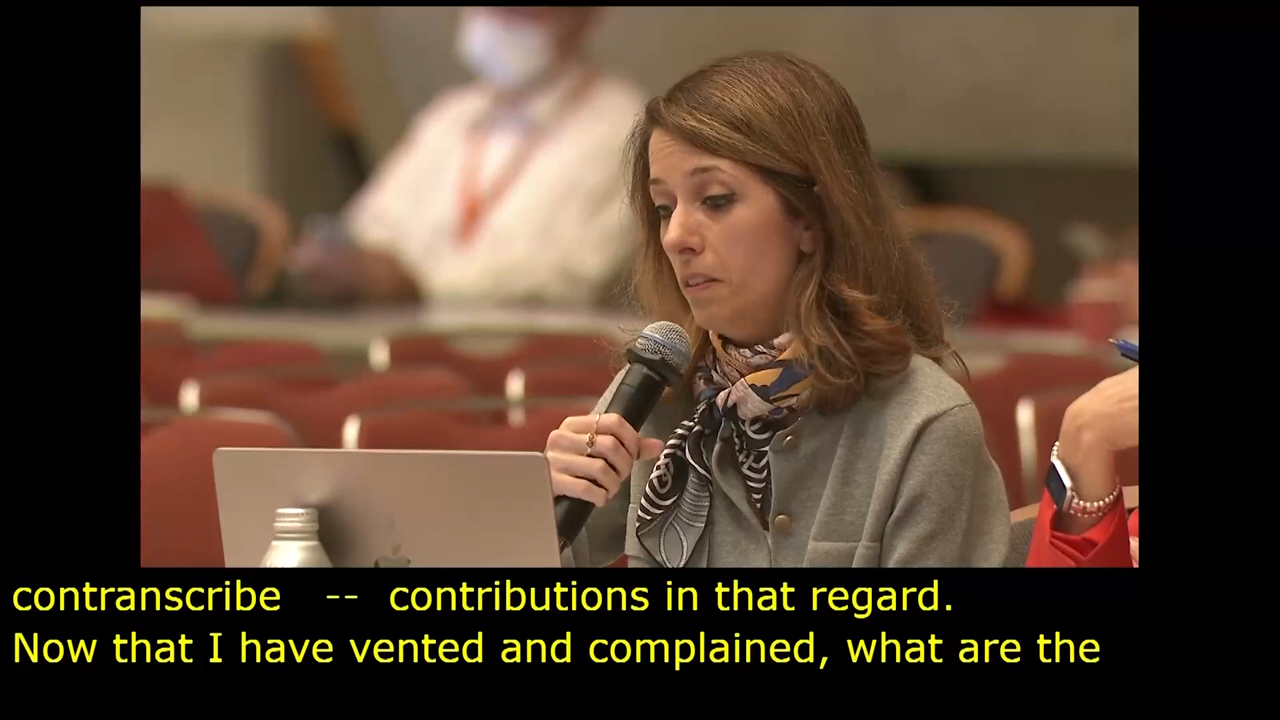 contranscribe -- contributions in that regard.
Now that I have vented and complained, what are the